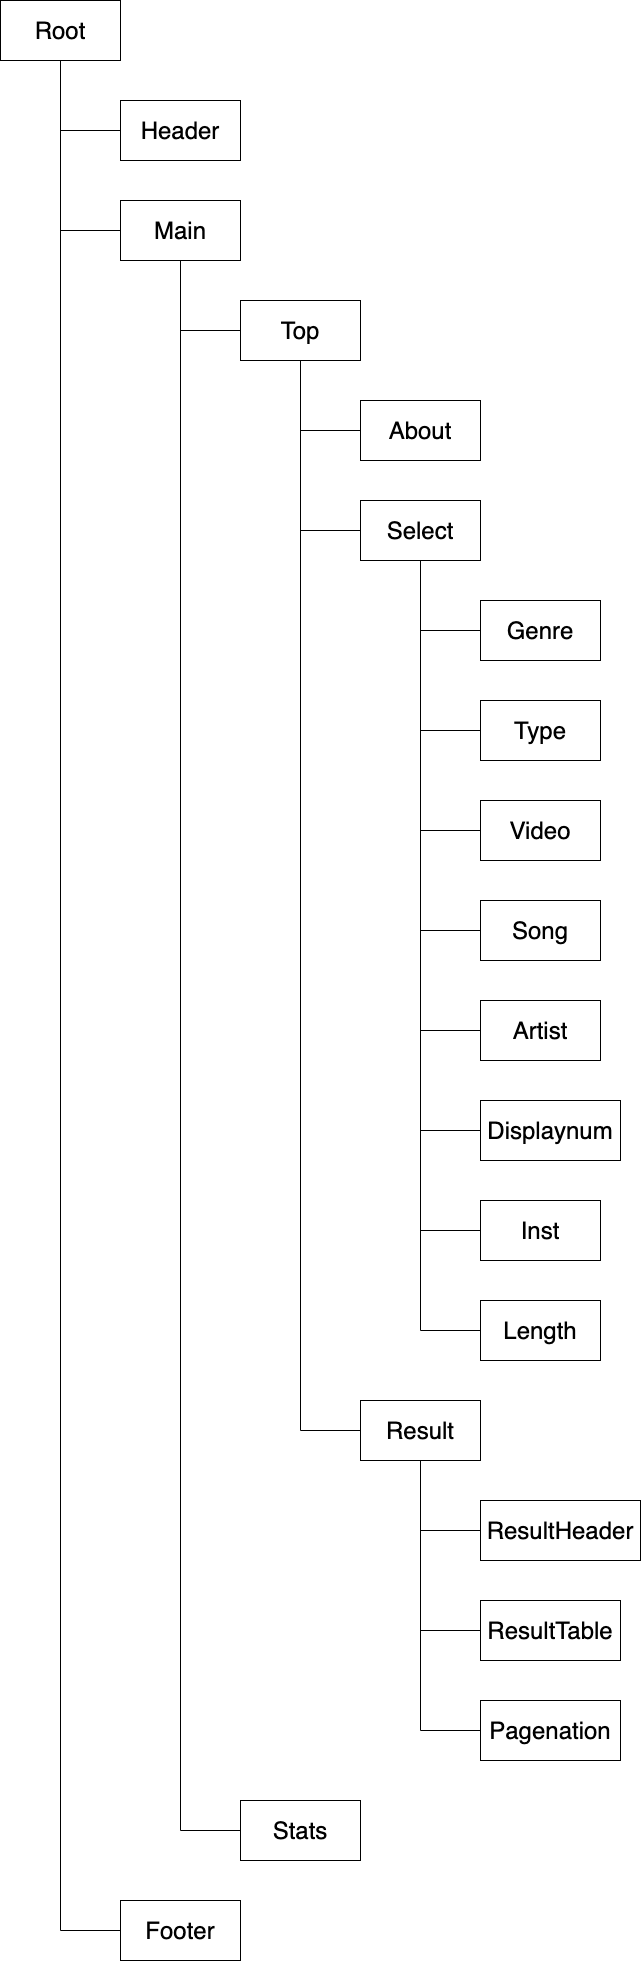 Root
Header
Main
Top
About
Select
Genre
Type
Video
Song
Artist
Displaynum
Inst
Length
Result
ResultHeader
ResultTable
Pagenation
Stats
Footer